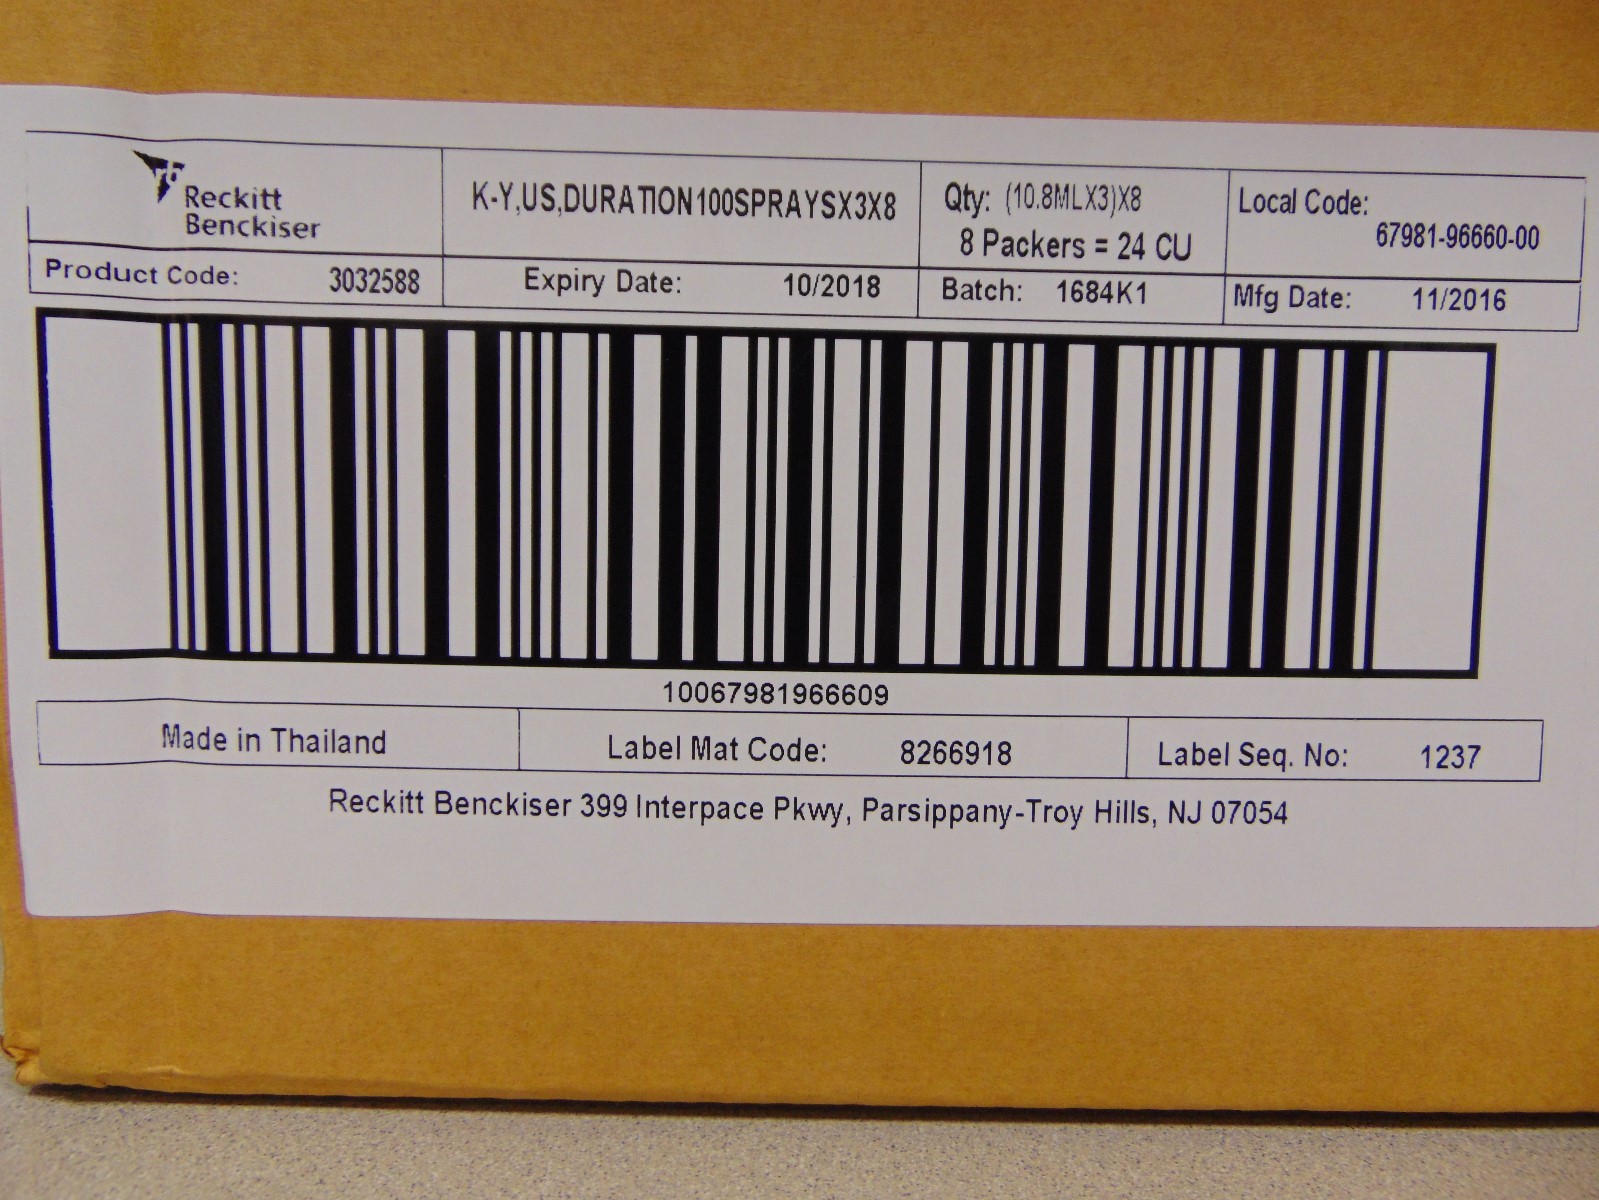 Reckitt
Benckiser
K-Y,US,DURATION100SPRAYSX3X8
Qty: (10.8MLX3)X8
8 Packers = 24 CU
Local Code:
67981-96660-00
Product Code: 3032588
Expiry Date: 10/2018
Batch: 1684K1
Mfg Date: 11/2016
10067981966609
Made in Thailand
Label Mat Code: 8266918
Label Seq. No: 1237
Reckitt Benckiser 399 Interpace Pkwy, Parsippany-Troy Hills, NJ 07054